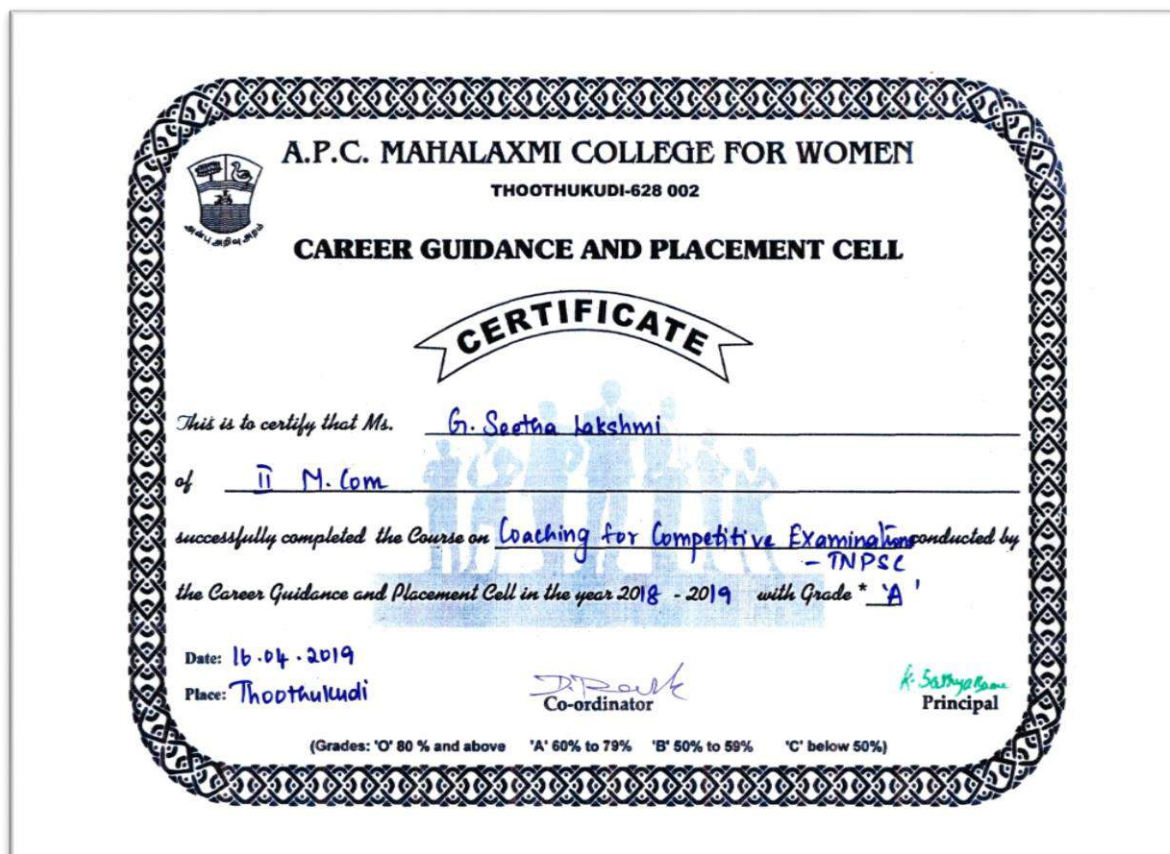 A.P.C. MAHALAXMI COLLEGE FOR WOMEN
THOOTHUKUDI-628 002
அன்பு அறிவு அறம்
CAREER GUIDANCE AND PLACEMENT CELL
CERTIFICATE
This is to certify that Ms. G. Seetha Lakshmi
of II M. Com
successfully completed the Course on Coaching for Competitive Examinations conducted by
- TNPSC
the Career Guidance and Placement Cell in the year 2018 - 2019 with Grade * 'A'
Date: 16.04.2019
Place: Thoothukudi
Co-ordinator
Principal
(Grades: 'O' 80 % and above 'A' 60% to 79% 'B' 50% to 59% 'C' below 50%)